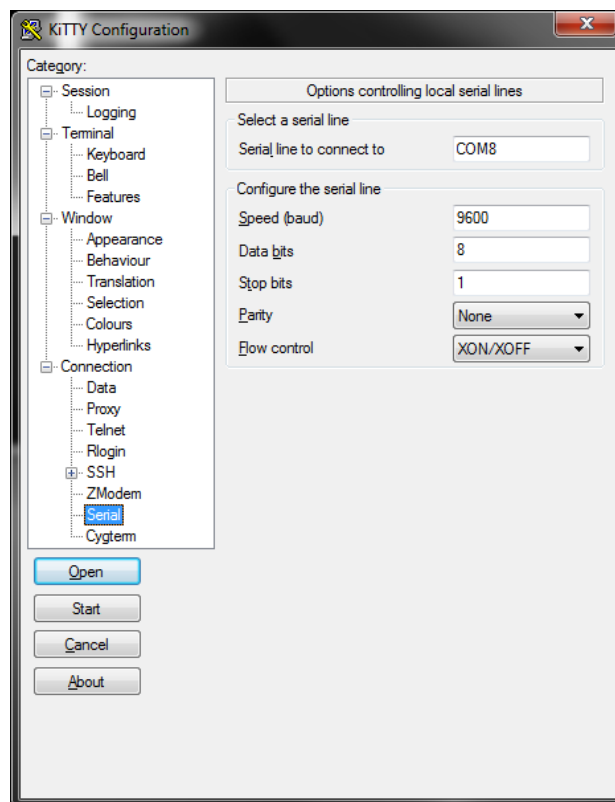 KiTTY Configuration
Category:
Session
Logging
Terminal
Keyboard
Bell
Features
Window
Appearance
Behaviour
Translation
Selection
Colours
Hyperlinks
Connection
Data
Proxy
Telnet
Rlogin
SSH
ZModem
Serial
Cygterm
Open
Start
Cancel
About
Options controlling local serial lines
Select a serial line
Serial line to connect to COM8
Configure the serial line
Speed (baud) 9600
Data bits 8
Stop bits 1
Parity None
Flow control XON/XOFF